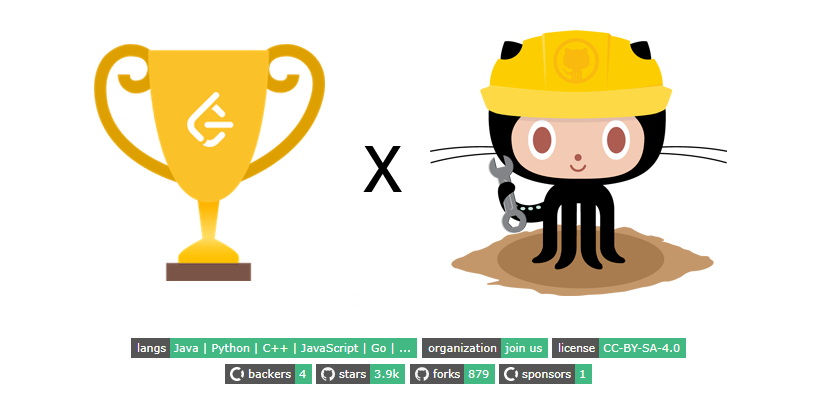 X
langs Java | Python | C++ | JavaScript | Go | ... organization join us license CC-BY-SA-4.0
backers 4 stars 3.9k forks 879 sponsors 1